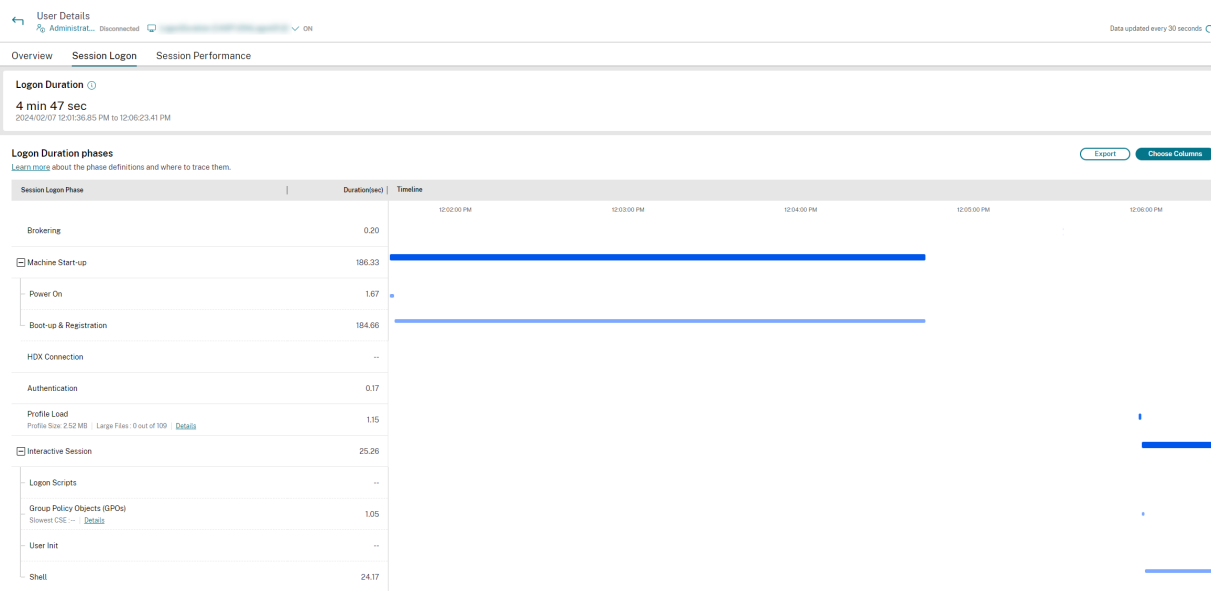 User Details
Administrat... Disconnected ON
Data updated every 30 seconds
Overview Session Logon Session Performance
Logon Duration
4 min 47 sec
2024/02/07 12:01:36.85 PM to 12:06:23.41 PM
Logon Duration phases
Export Choose Columns
Learn more about the phase definitions and where to trace them.
Session Logon Phase Duration(sec) Timeline
12:02:00 PM 12:03:00 PM 12:04:00 PM 12:05:00 PM 12:06:00 PM
Brokering 0.20
Machine Start-up 186.33
Power On 1.67
Boot-up & Registration 184.66
HDX Connection --
Authentication 0.17
Profile Load
1.15
Profile Size: 2.52 MB | Large Files : 0 out of 109 | Details
Interactive Session 25.26
Logon Scripts --
Group Policy Objects (GPOs)
1.05
Slowest CSE :-- | Details
User Init --
Shell 24.17